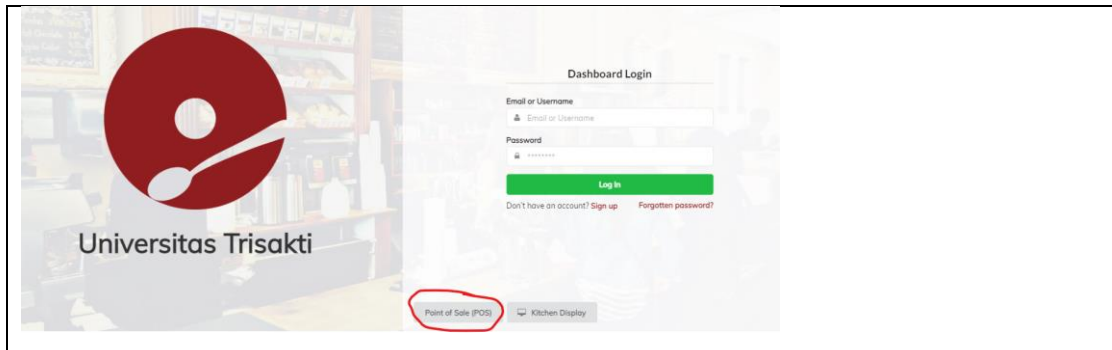 Universitas Trisakti
Dashboard Login
Email or Username
Email or Username
Password
********
Log In
Don't have an account? Sign up Forgotten password?
Point of Sale (POS) Kitchen Display